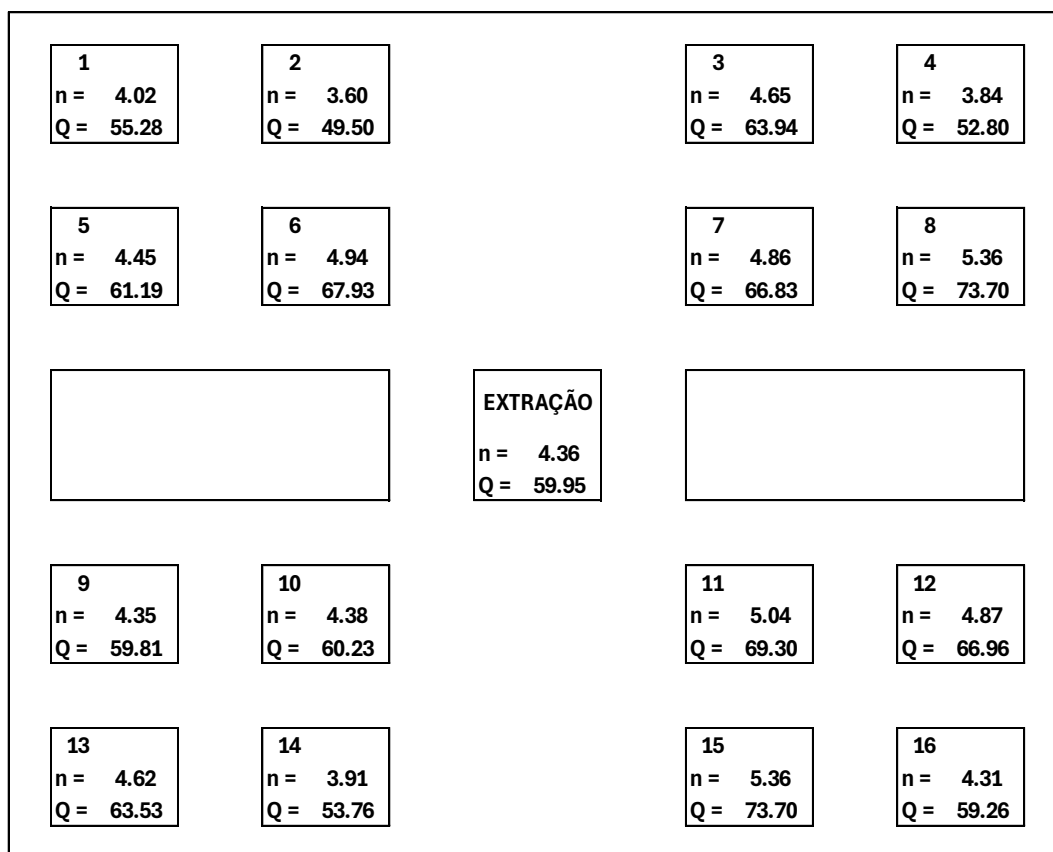 1 2 3 4
n = 4.02 n = 3.60 n = 4.65 n = 3.84
Q = 55.28 Q = 49.50 Q = 63.94 Q = 52.80
5 6 7 8
n = 4.45 n = 4.94 n = 4.86 n = 5.36
Q = 61.19 Q = 67.93 Q = 66.83 Q = 73.70
EXTRAÇÃO
n = 4.36
Q = 59.95
9 10 11 12
n = 4.35 n = 4.38 n = 5.04 n = 4.87
Q = 59.81 Q = 60.23 Q = 69.30 Q = 66.96
13 14 15 16
n = 4.62 n = 3.91 n = 5.36 n = 4.31
Q = 63.53 Q = 53.76 Q = 73.70 Q = 59.26